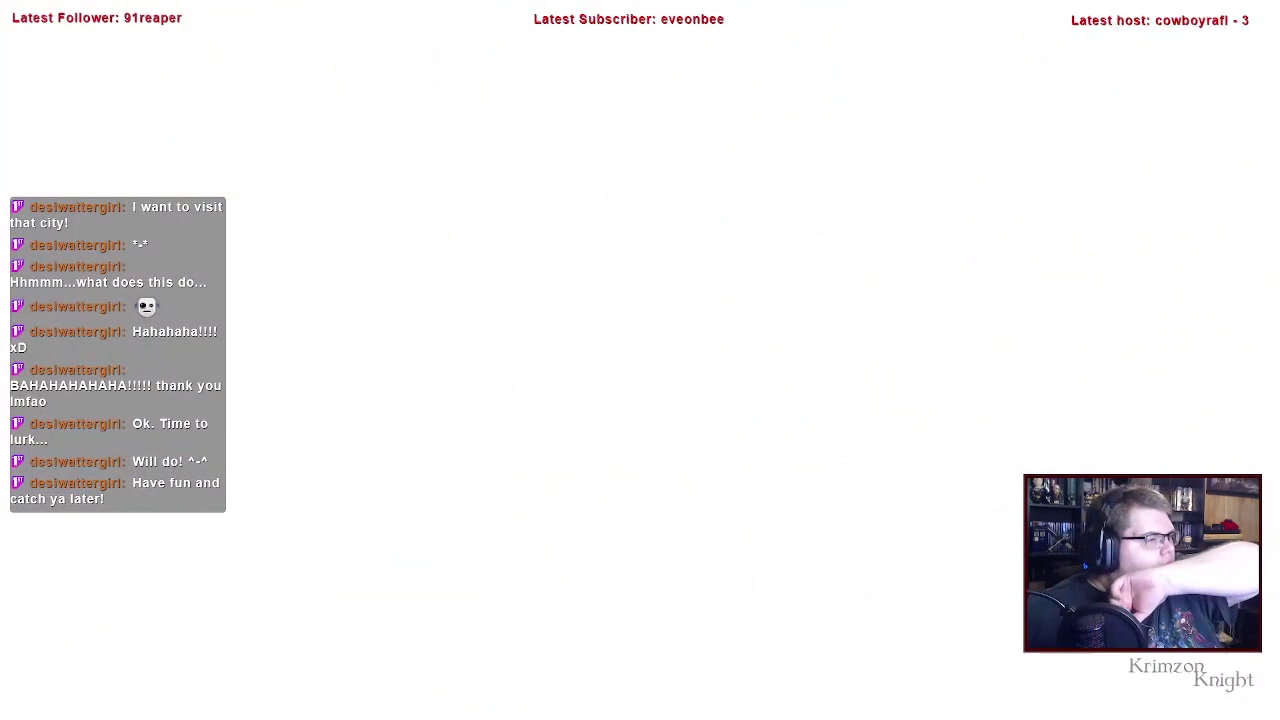 Latest Follower: 91reaper
Latest Subscriber: eveonbee
Latest host: cowboyrafl - 3
desiwattergirl: I want to visit
that city!
desiwattergirl: *-*
desiwattergirl:
Hhmmm...what does this do...
desiwattergirl:
desiwattergirl: Hahahaha!!!!
xD
desiwattergirl:
BAHAHAHAHAHA!!!!! thank you
lmfao
desiwattergirl: Ok. Time to
lurk...
desiwattergirl: Will do! ^-^
desiwattergirl: Have fun and
catch ya later!
Krimzon
Knight